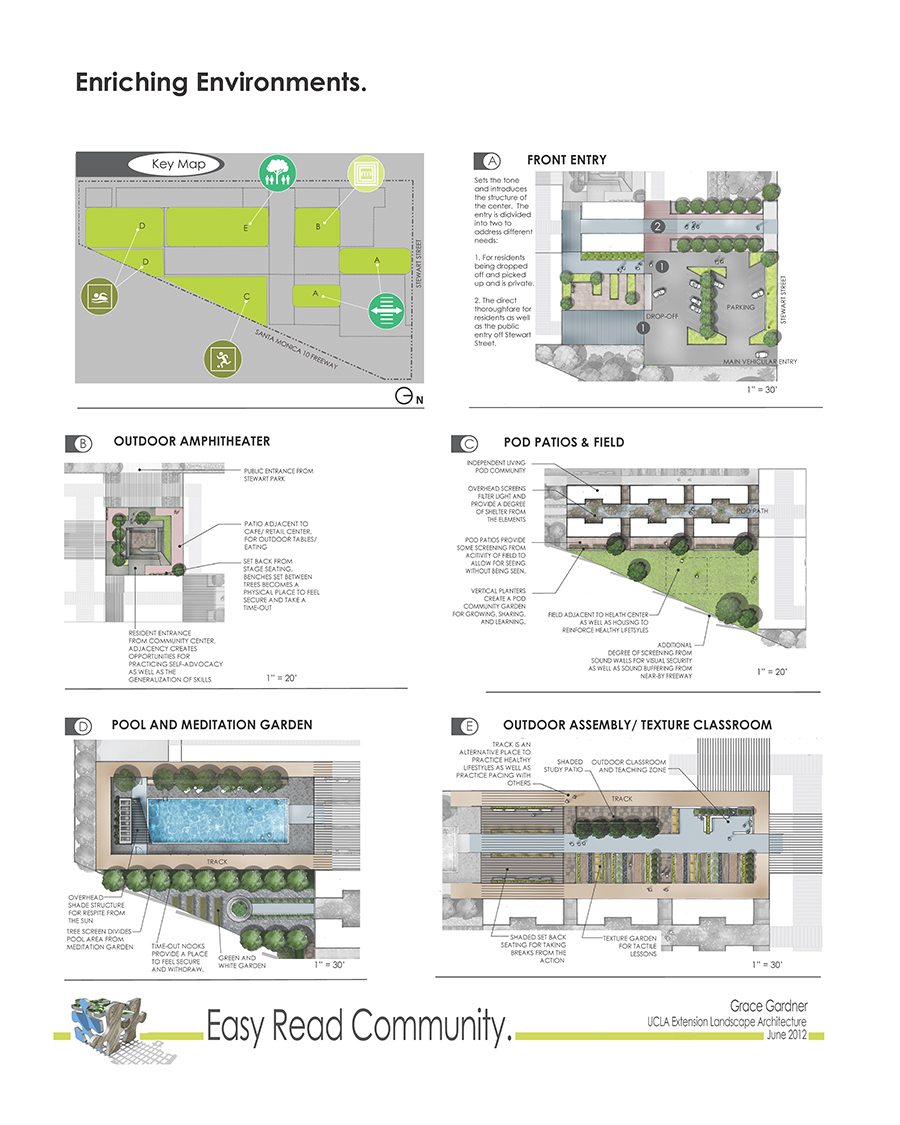 Enriching Environments.
Key Map
D
E
B
D
A
C
A
STEWART STREET
SANTA MONICA 10 FREEWAY
N
A
FRONT ENTRY
Sets the tone
and introduces
the structure of
the center. The
entry is didvided
into two to
address different
needs:
1. For residents
being dropped
off and picked
up and is private.
2. The direct
thoroughfare for
residents as well
as the public
entry off Stewart
Street.
2
1
1
DROP-OFF
PARKING
STEWART STREET
MAIN VEHICULAR ENTRY
1" = 30'
B
OUTDOOR AMPHITHEATER
PUBLIC ENTRANCE FROM
STEWART PARK
PATIO ADJACENT TO
CAFE/ RETAIL CENTER,
FOR OUTDOOR TABLES/
EATING
SET BACK FROM
STAGE SEATING,
BENCHES SET BETWEEN
TREES BECOMES A
PHYSICAL PLACE TO FEEL
SECURE AND TAKE A
TIME-OUT
RESIDENT ENTRANCE
FROM COMMUNITY CENTER.
ADJACENCY CREATES
OPPORTUNITIES FOR
PRACTICING SELF-ADVOCACY
AS WELL AS THE
GENERALIZATION OF SKILLS
1" = 20'
C
POD PATIOS & FIELD
INDEPENDENT LIVING
POD COMMUNITY
OVERHEAD SCREENS
FILTER LIGHT AND
PROVIDE A DEGREE
OF SHELTER FROM
THE ELEMENTS
POD PATH
POD PATIOS PROVIDE
SOME SCREENING FROM
ACITIVITY OF FIELD TO
ALLOW FOR SEEING
WITHOUT BEING SEEN.
VERTICAL PLANTERS
CREATE A POD
COMMUNITY GARDEN
FOR GROWING, SHARING,
AND LEARNING.
FIELD ADJACENT TO HELATH CENTER
AS WELL AS HOUSING TO
REINFORCE HEALTHY LIFETSYLES
ADDITIONAL
DEGREE OF SCREENING FROM
SOUND WALLS FOR VISUAL SECURITY
AS WELL AS SOUND BUFFERING FROM
NEAR-BY FREEWAY
1" = 20'
D
POOL AND MEDITATION GARDEN
TRACK
OVERHEAD
SHADE STRUCTURE
FOR RESPITE FROM
THE SUN
TREE SCREEN DIVIDES
POOL AREA FROM
MEDITATION GARDEN
TIME-OUT NOOKS
PROVIDE A PLACE
TO FEEL SECURE
AND WITHDRAW.
GREEN AND
WHITE GARDEN
1" = 30'
E
OUTDOOR ASSEMBLY/ TEXTURE CLASSROOM
TRACK IS AN
ALTERNATIVE PLACE TO
PRACTICE HEALTHY
LIFESTYLES AS WELL AS
PRACTICE PACING WITH
OTHERS
SHADED
STUDY PATIO
OUTDOOR CLASSROOM
AND TEACHING ZONE
TRACK
SHADED SET BACK
SEATING FOR TAKING
BREAKS FROM THE
ACTION
TEXTURE GARDEN
FOR TACTILE
LESSONS
1" = 30'
Easy Read Community.
Grace Gardner
UCLA Extension Landscape Architecture
June 2012